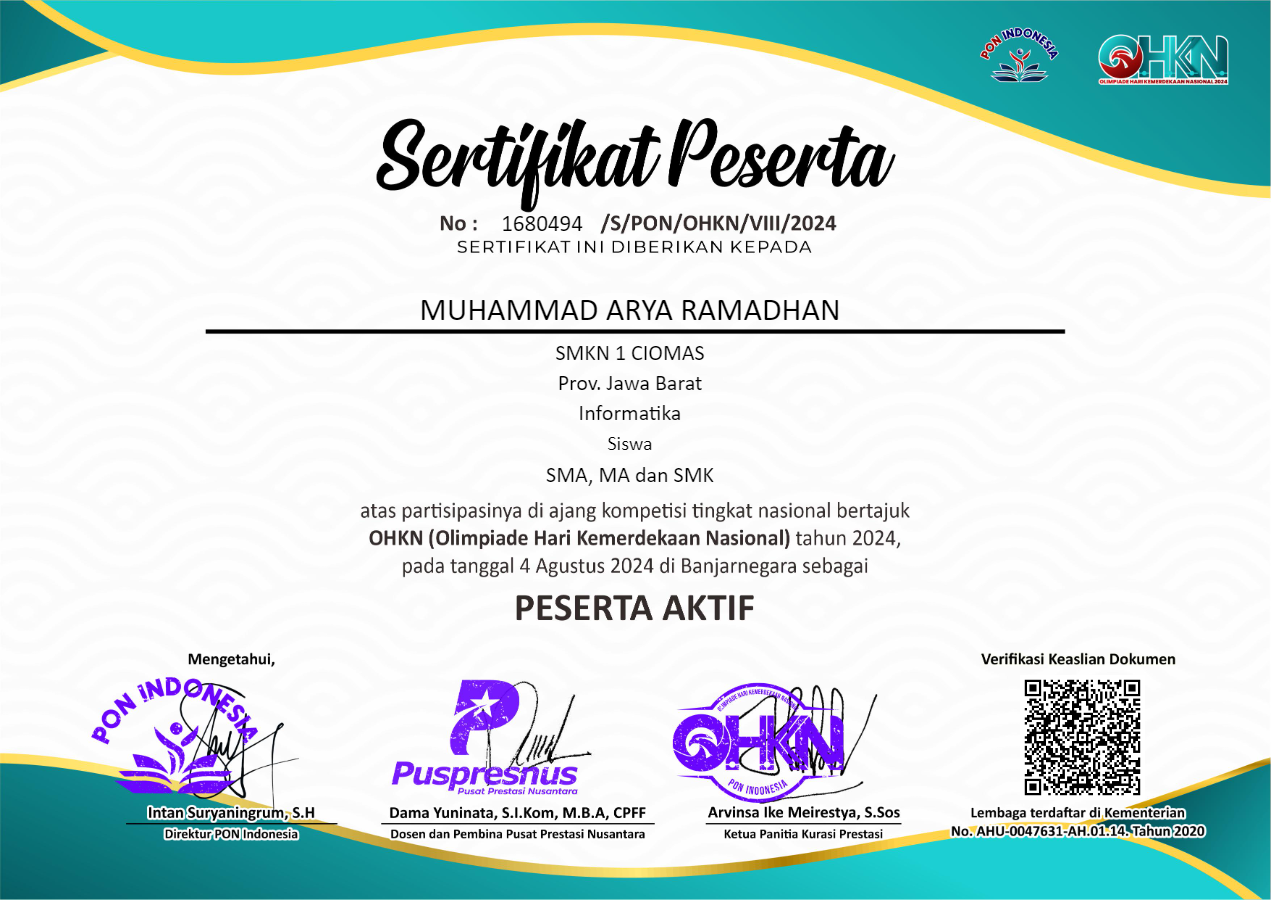 PON INDONESIA
OHKN
OLIMPIADE HARI KEMERDEKAAN NASIONAL 2024
Sertifikat Peserta
No : 1680494 /S/PON/OHKN/VIII/2024
SERTIFIKAT INI DIBERIKAN KEPADA
MUHAMMAD ARYA RAMADHAN
SMKN 1 CIOMAS
Prov. Jawa Barat
Informatika
Siswa
SMA, MA dan SMK
atas partisipasinya di ajang kompetisi tingkat nasional bertajuk
OHKN (Olimpiade Hari Kemerdekaan Nasional) tahun 2024,
pada tanggal 4 Agustus 2024 di Banjarnegara sebagai
PESERTA AKTIF
Mengetahui,
PON INDONESIA
Intan Suryaningrum, S.H
Direktur PON Indonesia
Puspresnus
Pusat Prestasi Nusantara
Dama Yuninata, S.I.Kom, M.B.A, CPFF
Dosen dan Pembina Pusat Prestasi Nusantara
OLIMPIADE HARI KEMERDEKAAN NASIONAL
OHKN
PON INDONESIA
Arvinsa Ike Meirestya, S.Sos
Ketua Panitia Kurasi Prestasi
Verifikasi Keaslian Dokumen
Lembaga terdaftar di Kementerian
No. AHU-0047631-AH.01.14. Tahun 2020